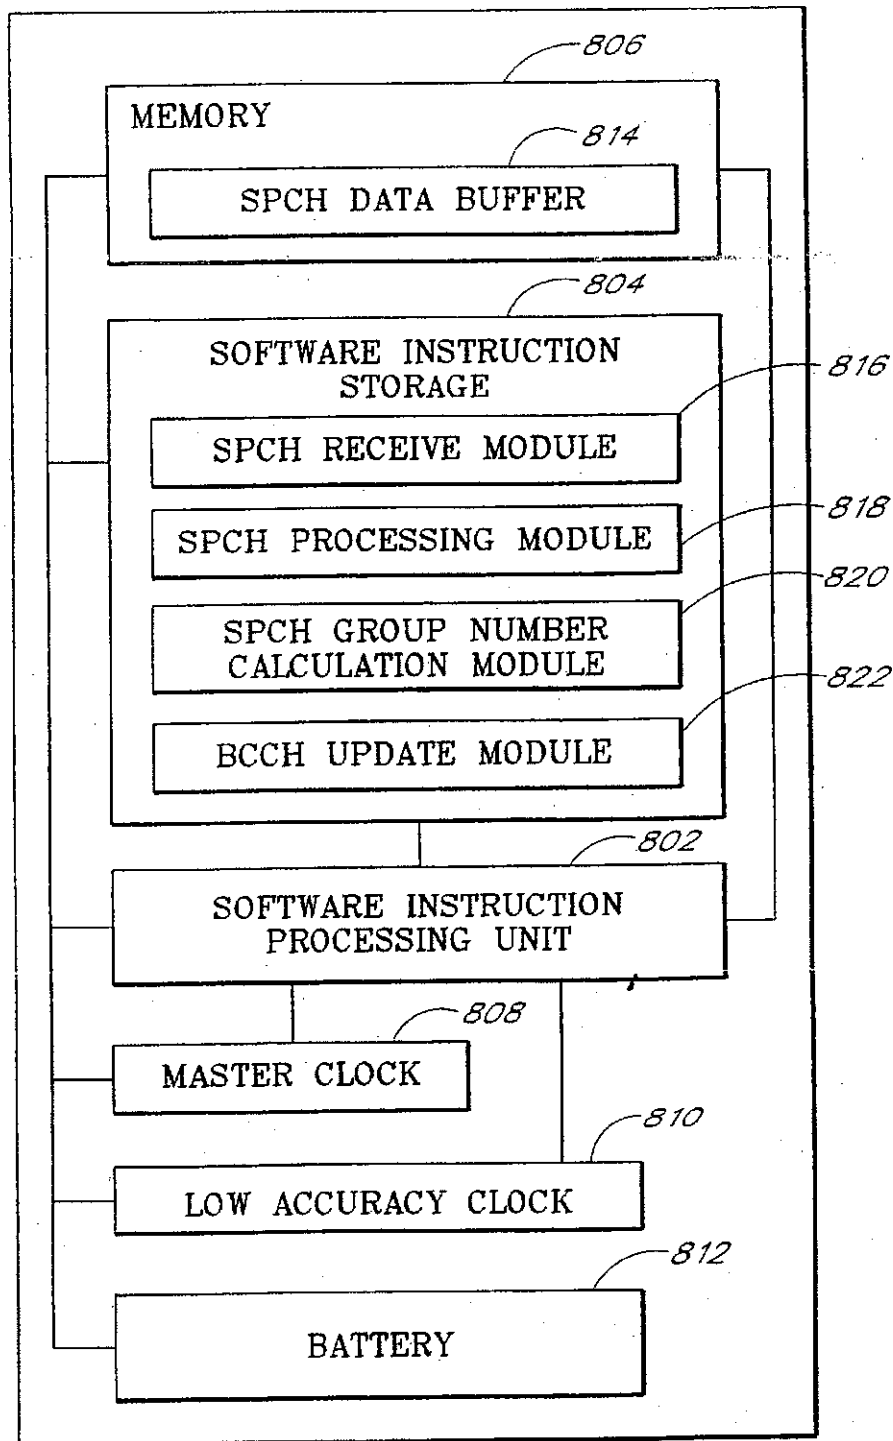 806
MEMORY
814
SPCH DATA BUFFER
804
SOFTWARE INSTRUCTION
STORAGE
816
SPCH RECEIVE MODULE
818
SPCH PROCESSING MODULE
820
SPCH GROUP NUMBER
CALCULATION MODULE
822
BCCH UPDATE MODULE
802
SOFTWARE INSTRUCTION
PROCESSING UNIT
808
MASTER CLOCK
810
LOW ACCURACY CLOCK
812
BATTERY